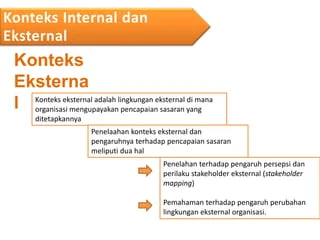 Konteks Internal dan
Eksternal
Konteks
Eksterna
l
Konteks eksternal adalah lingkungan eksternal di mana
organisasi mengupayakan pencapaian sasaran yang
ditetapkannya
Penelaahan konteks eksternal dan
pengaruhnya terhadap pencapaian sasaran
meliputi dua hal
Penelahan terhadap pengaruh persepsi dan
perilaku stakeholder eksternal (stakeholder
mapping)
Pemahaman terhadap pengaruh perubahan
lingkungan eksternal organisasi.